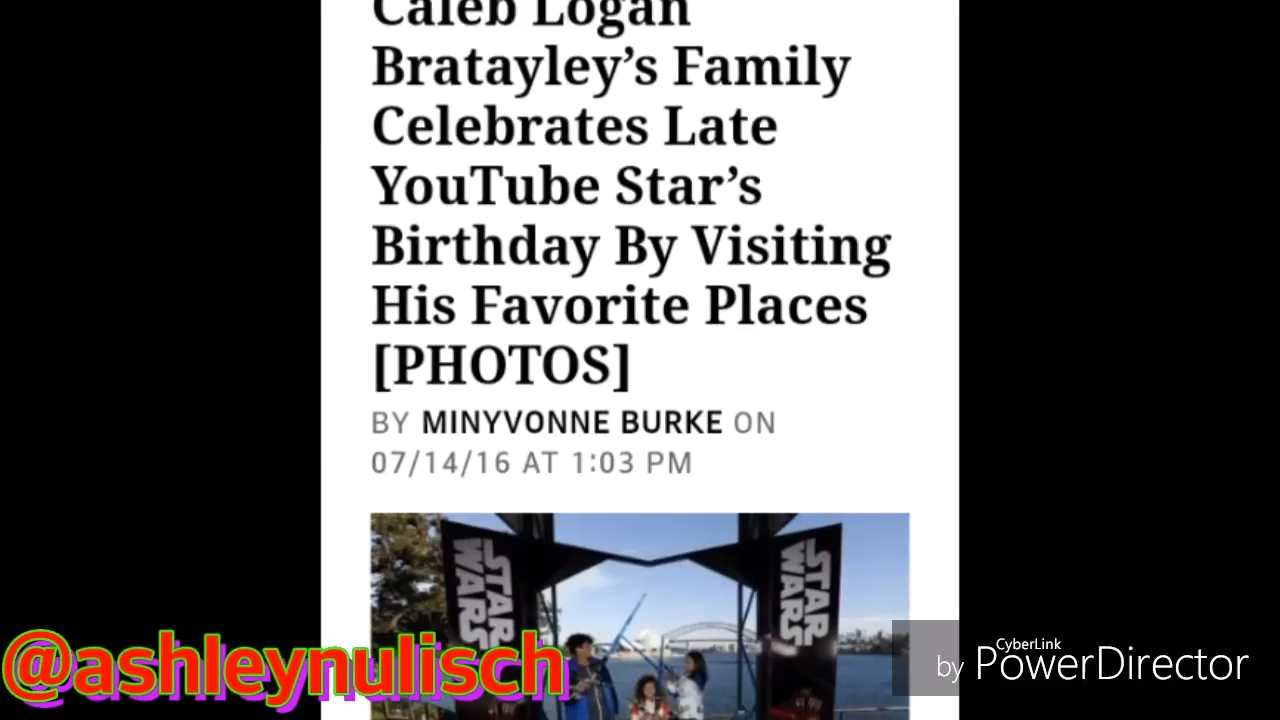 Caleb Logan
Bratayley’s Family
Celebrates Late
YouTube Star’s
Birthday By Visiting
His Favorite Places
[PHOTOS]
BY MINYVONNE BURKE ON
07/14/16 AT 1:03 PM
STAR
WARS
STAR
WARS
@ashleynulisch
by CyberLink
PowerDirector